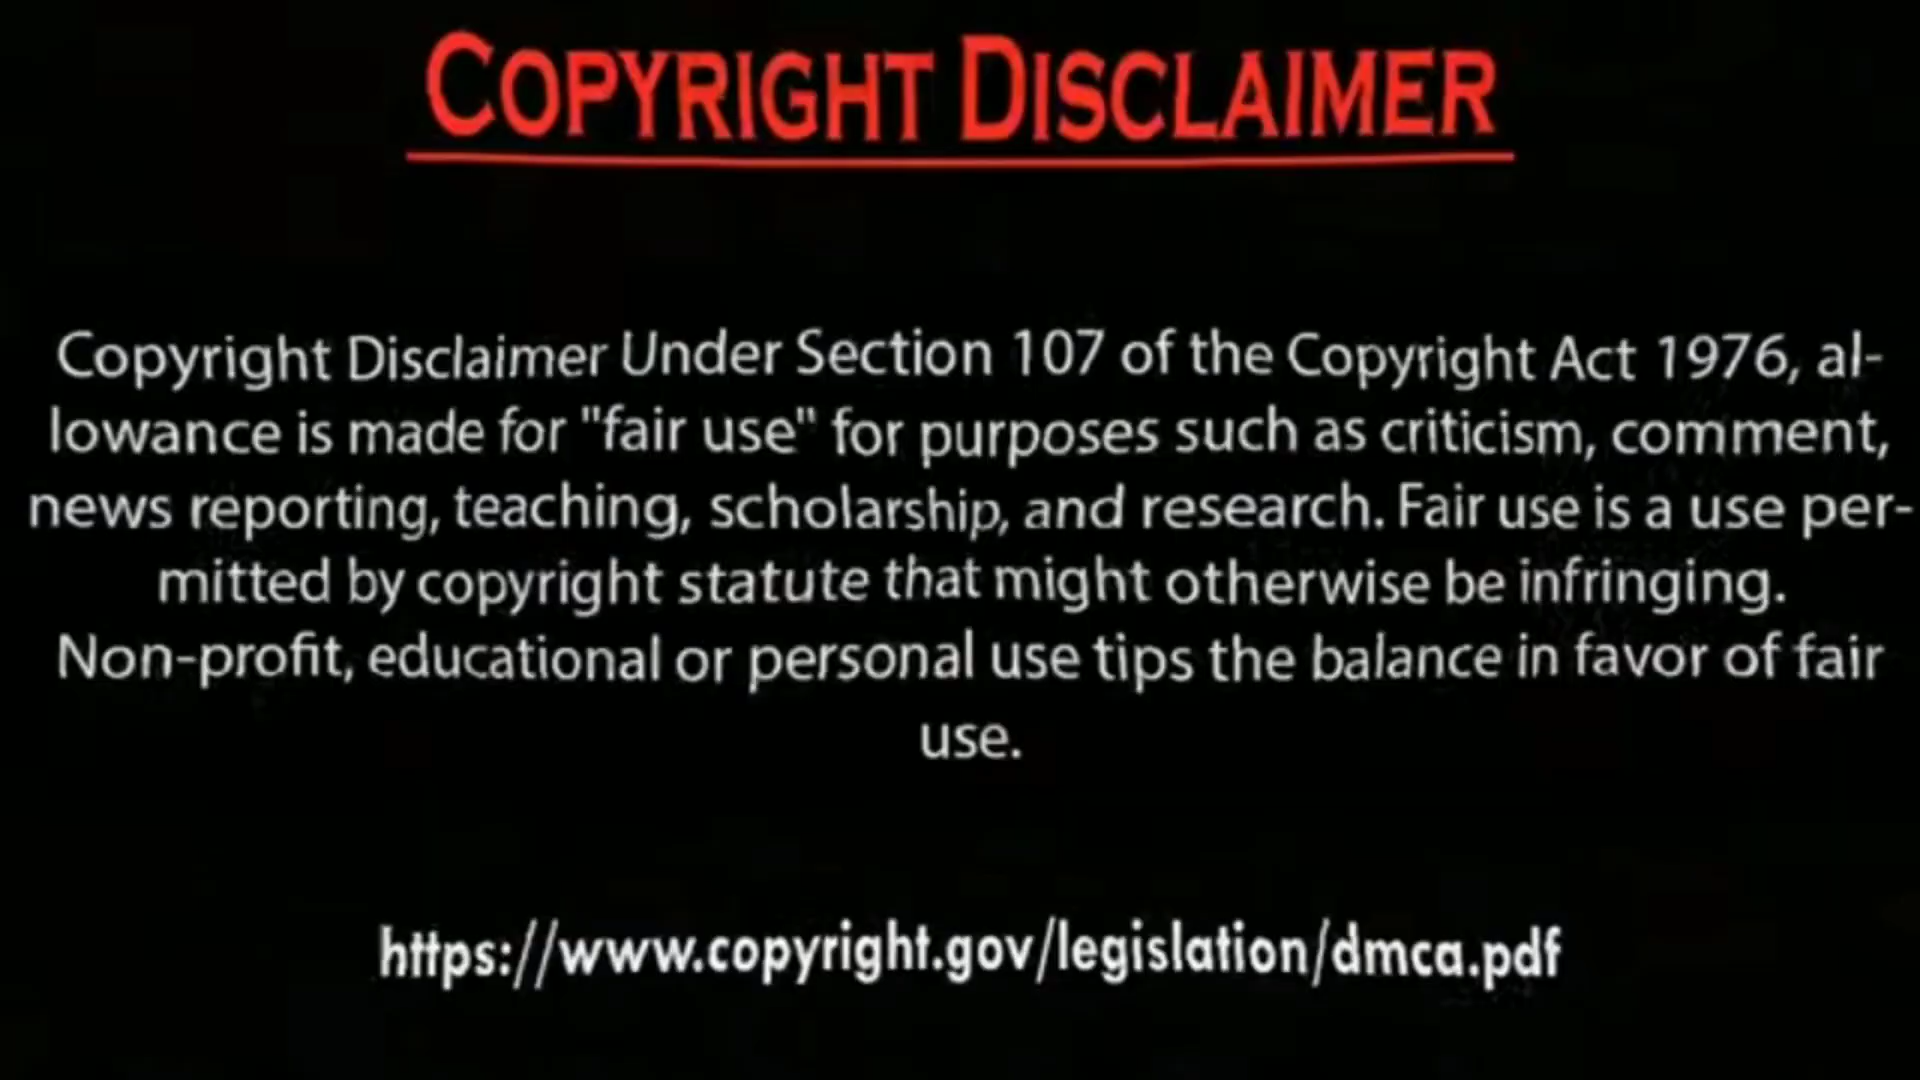 COPYRIGHT DISCLAIMER
Copyright Disclaimer Under Section 107 of the Copyright Act 1976, al-
lowance is made for "fair use" for purposes such as criticism, comment,
news reporting, teaching, scholarship, and research. Fair use is a use per-
mitted by copyright statute that might otherwise be infringing.
Non-profit, educational or personal use tips the balance in favor of fair
use.
https://www.copyright.gov/legislation/dmca.pdf